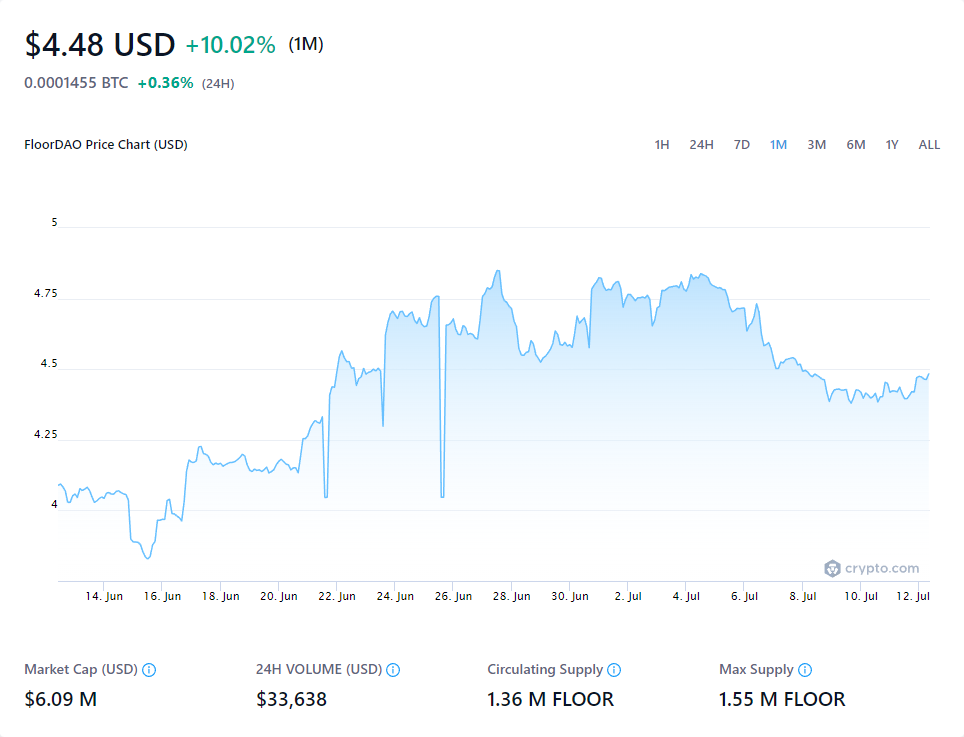 $4.48 USD +10.02% (1M)
0.0001455 BTC +0.36% (24H)
FloorDAO Price Chart (USD) 1H 24H 7D 1M 3M 6M 1Y ALL
5
4.75
4.5
4.25
4
crypto.com
14. Jun 16. Jun 18. Jun 20. Jun 22. Jun 24. Jun 26. Jun 28. Jun 30. Jun 2. Jul 4. Jul 6. Jul 8. Jul 10. Jul 12. Jul
Market Cap (USD) 24H VOLUME (USD) Circulating Supply Max Supply
$6.09 M $33,638 1.36 M FLOOR 1.55 M FLOOR